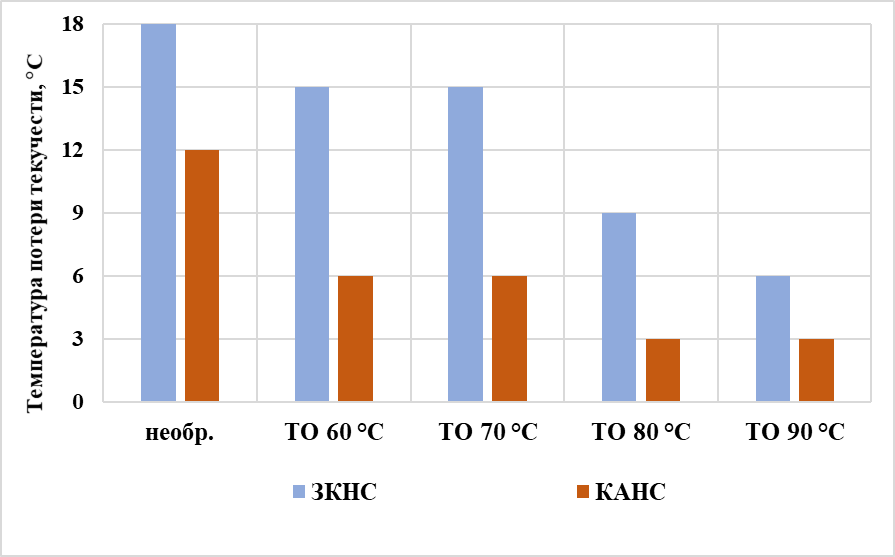 Температура потери текучести, °С
18
15
12
9
6
3
0
необр.
ТО 60 °С
ТО 70 °С
ТО 80 °С
ТО 90 °С
ЗКНС
КАНС